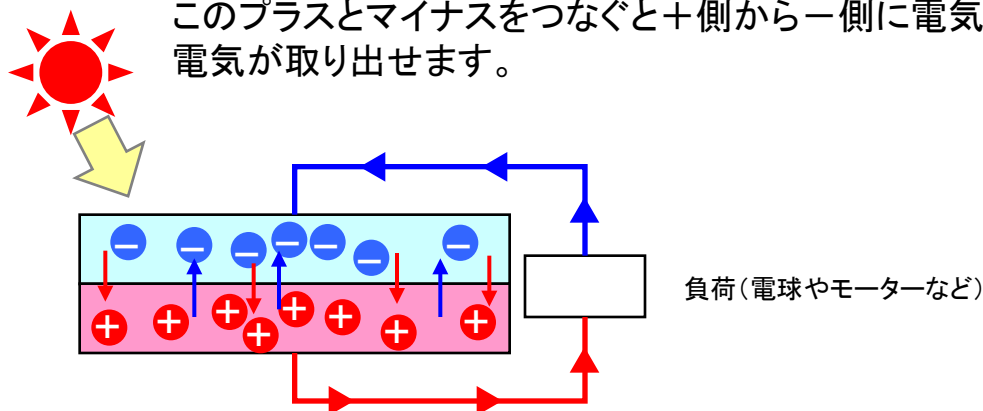 このプラスとマイナスをつなぐと＋側から－側に電気
電気が取り出せます。
負荷（電球やモーターなど）